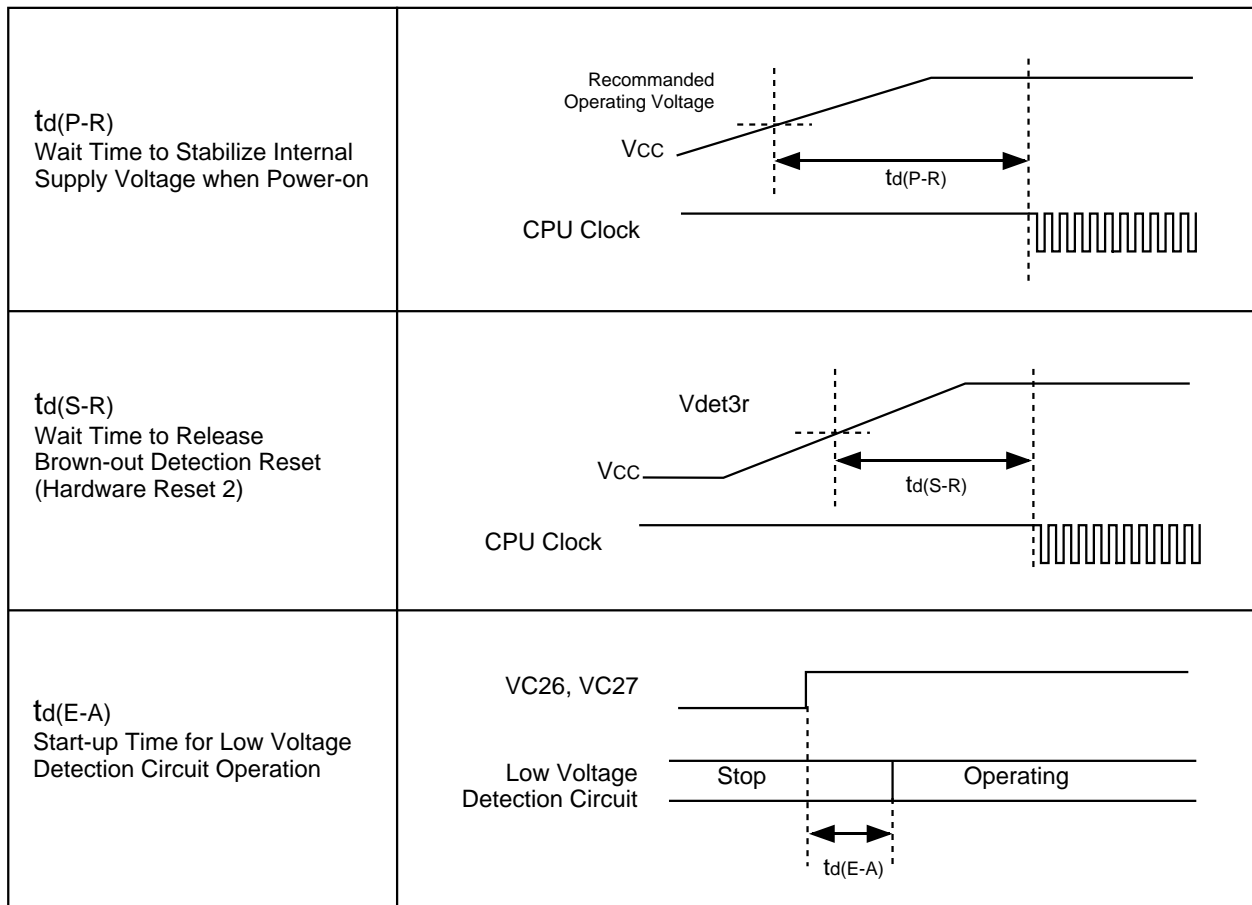 td(P-R)
Wait Time to Stabilize Internal
Supply Voltage when Power-on
Recommanded
Operating Voltage
VCC
td(P-R)
CPU Clock
td(S-R)
Wait Time to Release
Brown-out Detection Reset
(Hardware Reset 2)
Vdet3r
VCC
td(S-R)
CPU Clock
td(E-A)
Start-up Time for Low Voltage
Detection Circuit Operation
VC26, VC27
Low Voltage
Detection Circuit
Stop
Operating
td(E-A)